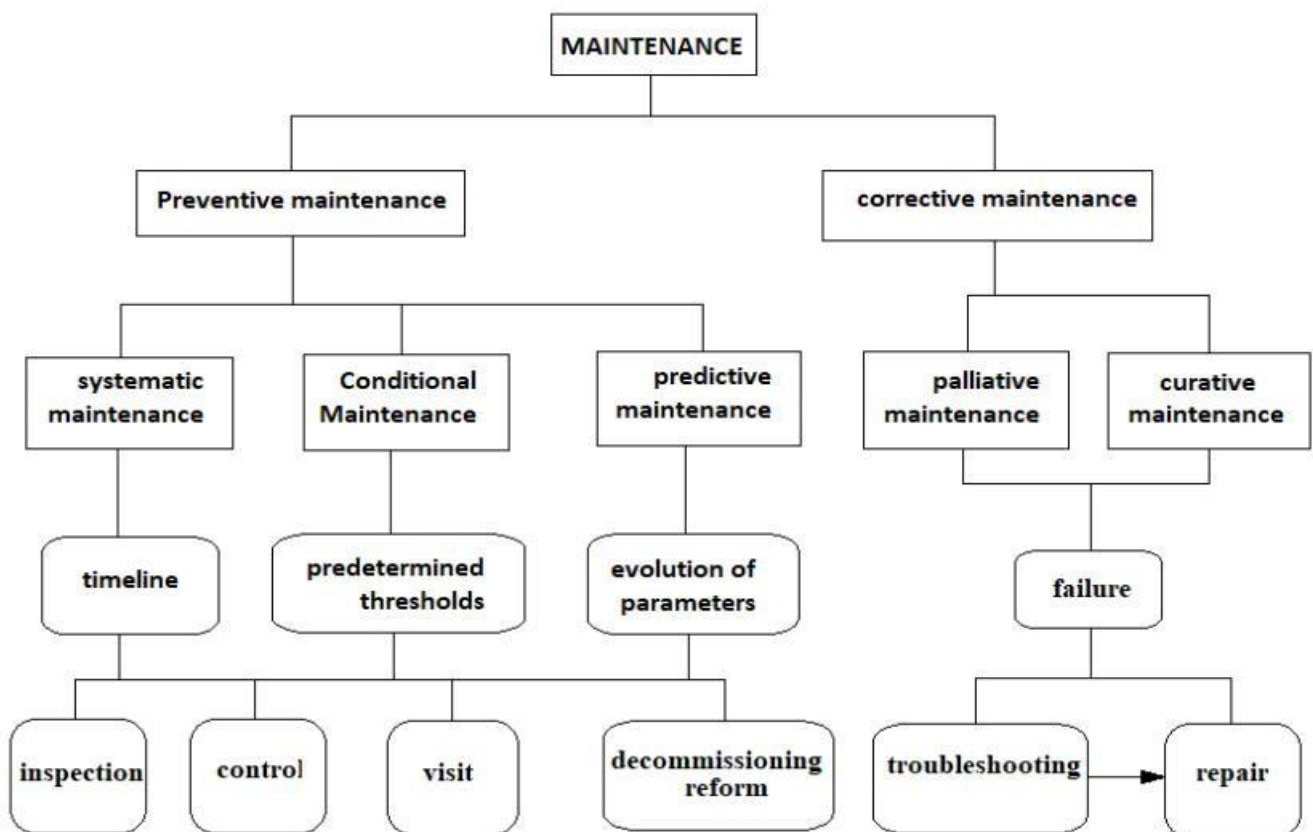 MAINTENANCE
Preventive maintenance
corrective maintenance
systematic
maintenance
Conditional
Maintenance
predictive
maintenance
palliative
maintenance
curative
maintenance
timeline
predetermined
thresholds
evolution of
parameters
failure
inspection
control
visit
decommissioning
reform
troubleshooting
repair